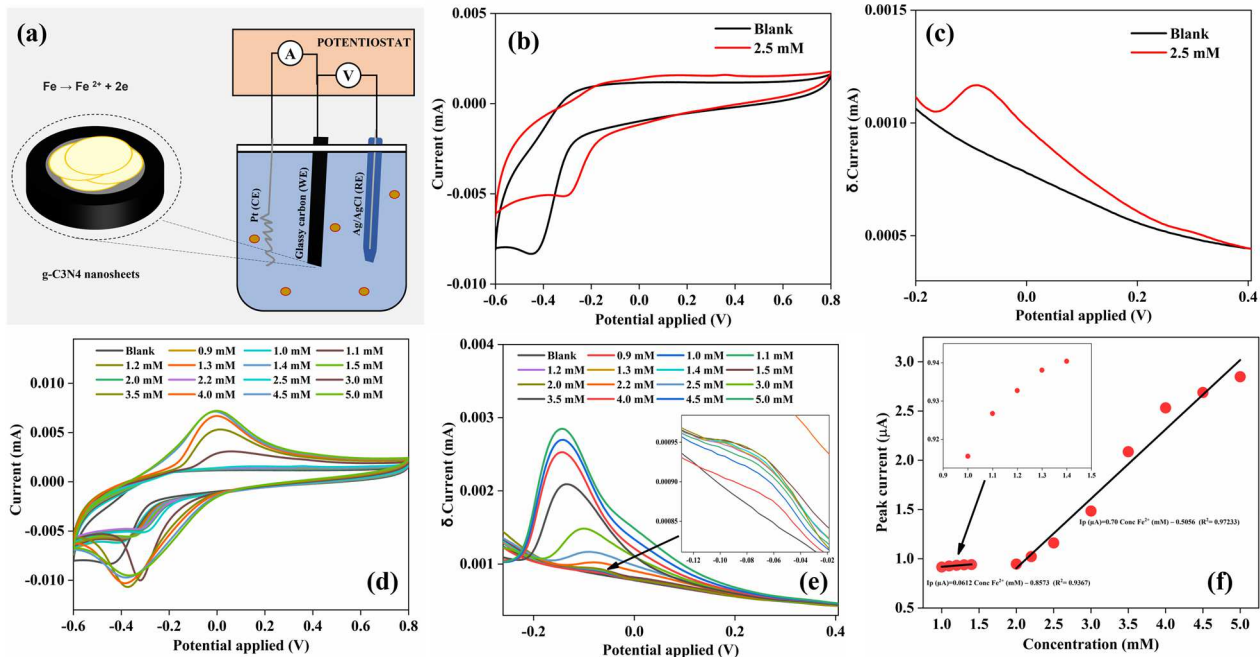 (a)
POTENTIOSTAT
A
V
Fe → Fe 2+ + 2e
Pt (CE)
Glassy carbon (WE)
Ag/AgCl (RE)
g-C3N4 nanosheets
(b)
Blank
2.5 mM
0.005
0.000
-0.005
-0.010
Current (mA)
-0.6 -0.4 -0.2 0.0 0.2 0.4 0.6 0.8
Potential applied (V)
(c)
Blank
2.5 mM
0.0015
0.0010
0.0005
δ.Current (mA)
-0.2 0.0 0.2 0.4
Potential applied (V)
Blank 0.9 mM 1.0 mM 1.1 mM
1.2 mM 1.3 mM 1.4 mM 1.5 mM
2.0 mM 2.2 mM 2.5 mM 3.0 mM
3.5 mM 4.0 mM 4.5 mM 5.0 mM
0.010
0.005
0.000
-0.005
-0.010
Current (mA)
(d)
-0.6 -0.4 -0.2 0.0 0.2 0.4 0.6 0.8
Potential applied (V)
Blank 0.9 mM 1.0 mM 1.1 mM
1.2 mM 1.3 mM 1.4 mM 1.5 mM
2.0 mM 2.2 mM 2.5 mM 3.0 mM
3.5 mM 4.0 mM 4.5 mM 5.0 mM
0.004
0.003
0.002
0.001
δ.Current (mA)
0.00095
0.00090
0.00085
-0.12 -0.10 -0.08 -0.06 -0.04 -0.02
(e)
-0.2 0.0 0.2 0.4
Potential applied (V)
3.0
2.5
2.0
1.5
1.0
0.5
Peak current (μA)
0.94
0.93
0.92
0.9 1.0 1.1 1.2 1.3 1.4 1.5
Ip (μA)=0.70 Conc Fe2+ (mM) – 0.5056 (R2= 0.97233)
Ip (μA)=0.0612 Conc Fe2+ (mM) – 0.8573 (R2= 0.9367)
(f)
1.0 1.5 2.0 2.5 3.0 3.5 4.0 4.5 5.0
Concentration (mM)